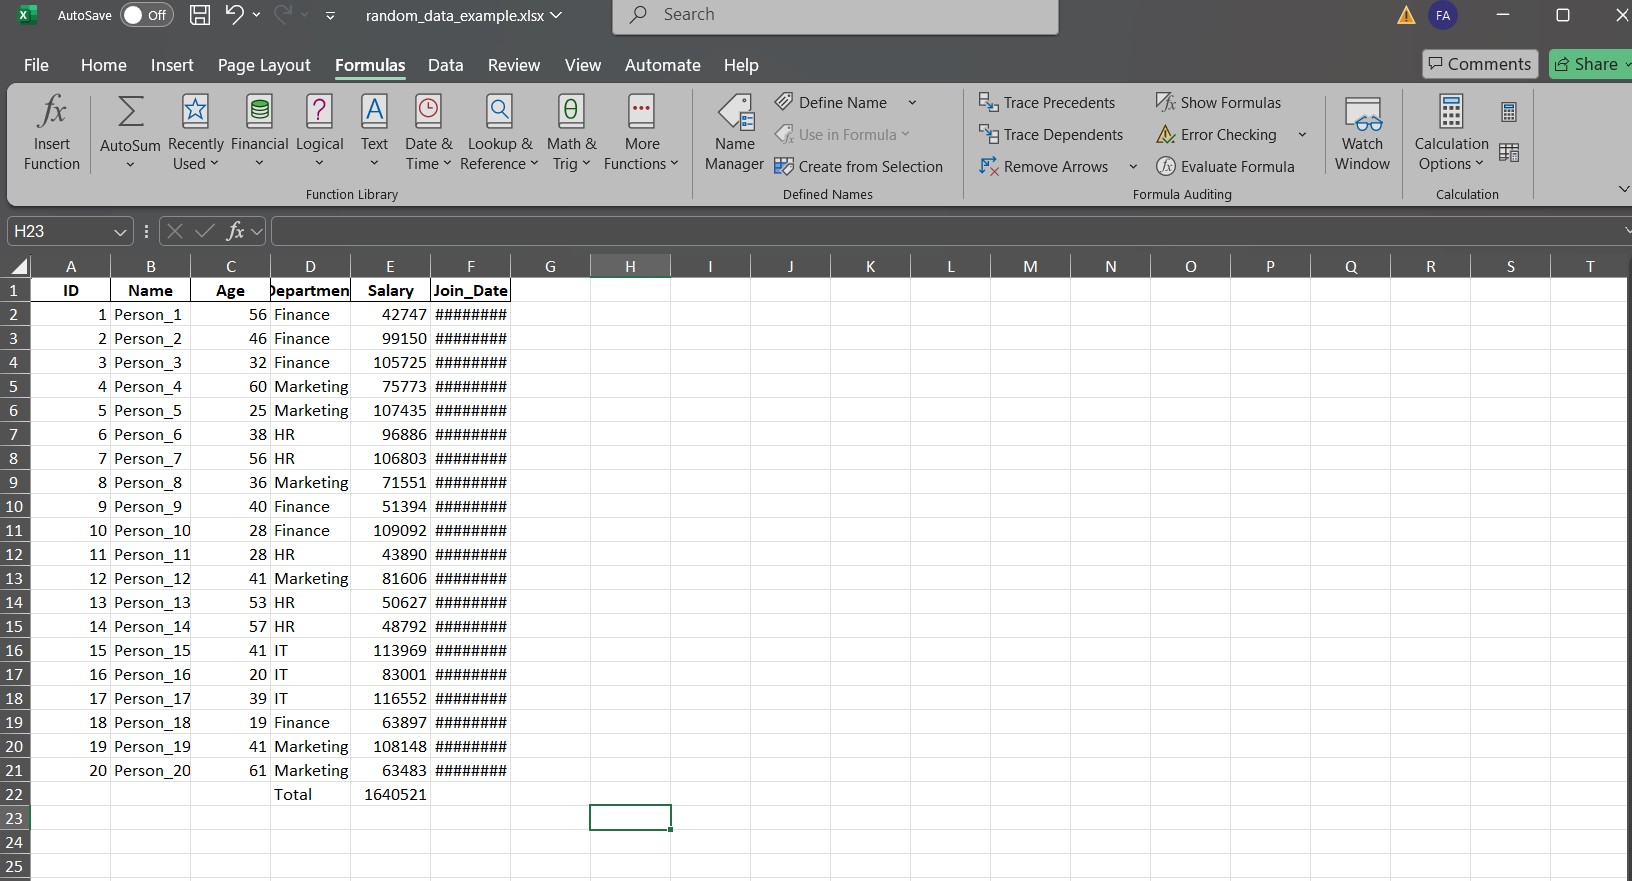 AutoSave Off random_data_example.xlsx Search FA
File Home Insert Page Layout Formulas Data Review View Automate Help Comments Share
Insert Function
AutoSum
Recently Used
Financial
Logical
Text
Date & Time
Lookup & Reference
Math & Trig
More Functions
Function Library
Name Manager
Define Name
Use in Formula
Create from Selection
Defined Names
Trace Precedents
Trace Dependents
Remove Arrows
Show Formulas
Error Checking
Evaluate Formula
Formula Auditing
Watch Window
Calculation Options
Calculation
H23 fx
A B C D E F G H I J K L M N O P Q R S T
1 ID Name Age Departmen Salary Join_Date
2 1 Person_1 56 Finance 42747 ########
3 2 Person_2 46 Finance 99150 ########
4 3 Person_3 32 Finance 105725 ########
5 4 Person_4 60 Marketing 75773 ########
6 5 Person_5 25 Marketing 107435 ########
7 6 Person_6 38 HR 96886 ########
8 7 Person_7 56 HR 106803 ########
9 8 Person_8 36 Marketing 71551 ########
10 9 Person_9 40 Finance 51394 ########
11 10 Person_10 28 Finance 109092 ########
12 11 Person_11 28 HR 43890 ########
13 12 Person_12 41 Marketing 81606 ########
14 13 Person_13 53 HR 50627 ########
15 14 Person_14 57 HR 48792 ########
16 15 Person_15 41 IT 113969 ########
17 16 Person_16 20 IT 83001 ########
18 17 Person_17 39 IT 116552 ########
19 18 Person_18 19 Finance 63897 ########
20 19 Person_19 41 Marketing 108148 ########
21 20 Person_20 61 Marketing 63483 ########
22 Total 1640521
23
24
25